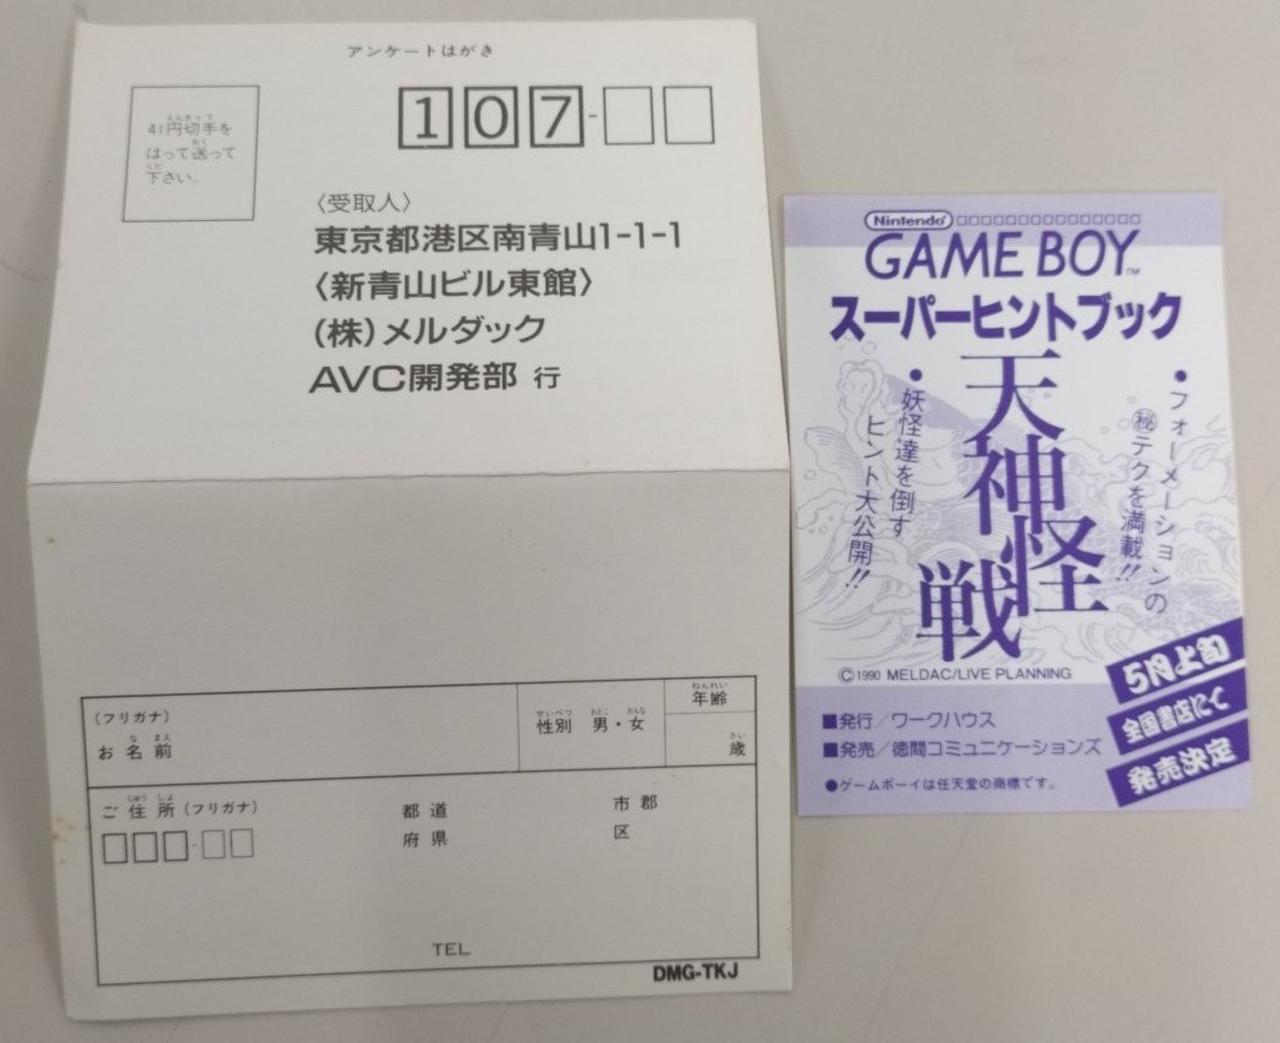 アンケートはがき
41円切手を
はって送って
下さい。
107-
〈受取人〉
東京都港区南青山1-1-1
〈新青山ビル東館〉
(株)メルダック
AVC開発部 行
(フリガナ)
お名前
性別 男・女
年齢
歳
ご住所(フリガナ)
都道
府県
市郡
区
TEL
DMG-TKJ
Nintendo
GAME BOY™
スーパーヒントブック
天神怪戦
・フォーメーションの
㊙テクを満載!!
・妖怪達を倒す
ヒント大公開!!
©1990 MELDAC/LIVE PLANNING
5月上旬
全国書店にて
発売決定
■発行/ワークハウス
■発売/徳間コミュニケーションズ
●ゲームボーイは任天堂の商標です。